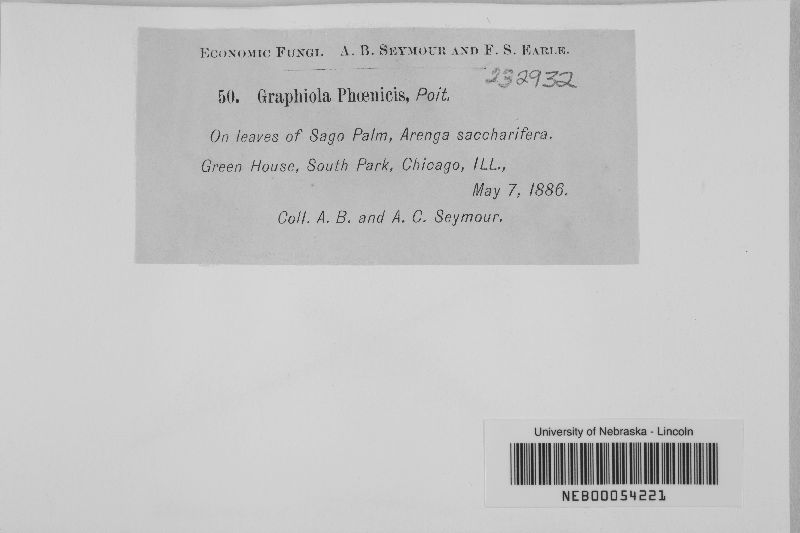 ECONOMIC FUNGI. A. B. SEYMOUR AND F. S. EARLE.
232932
50. Graphiola Phœnicis, Poit.
On leaves of Sago Palm, Arenga saccharifera.
Green House, South Park, Chicago, ILL.,
May 7, 1886.
Coll. A. B. and A. C. Seymour.
University of Nebraska - Lincoln
NEB00054221